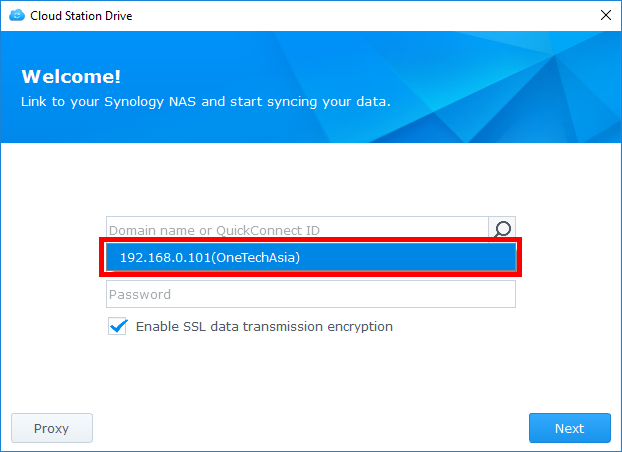 Cloud Station Drive
Welcome!
Link to your Synology NAS and start syncing your data.
Domain name or QuickConnect ID
192.168.0.101(OneTechAsia)
Password
Enable SSL data transmission encryption
Proxy
Next